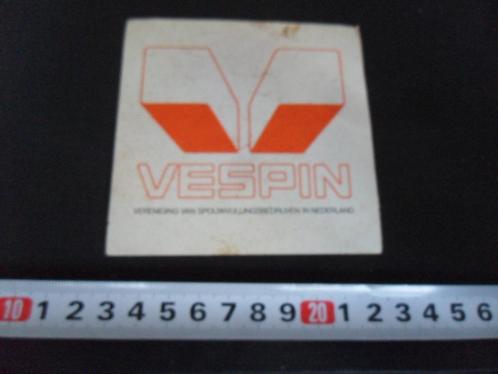 VESPIN
VERENIGING VAN SPOUWVULLINGSBEDRIJVEN IN NEDERLAND
10 1 2 3 4 5 6 7 8 9 20 1 2 3 4 5 6